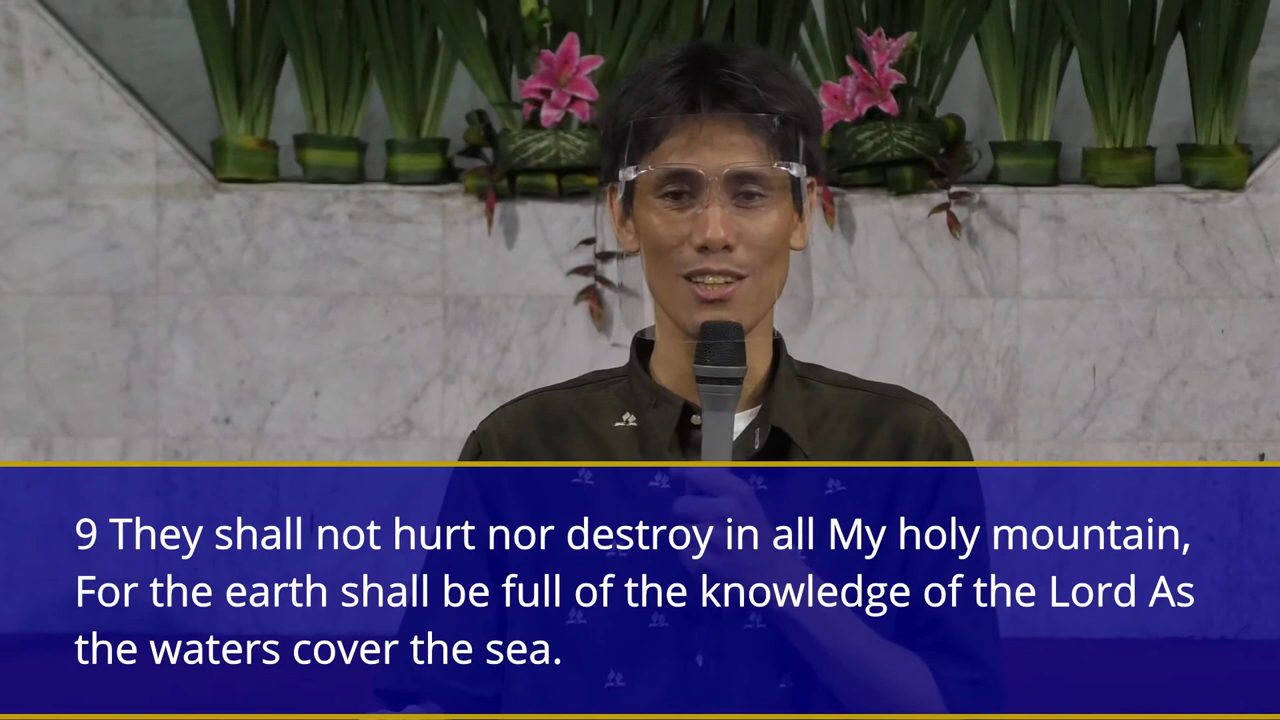 9 They shall not hurt nor destroy in all My holy mountain,
For the earth shall be full of the knowledge of the Lord As
the waters cover the sea.